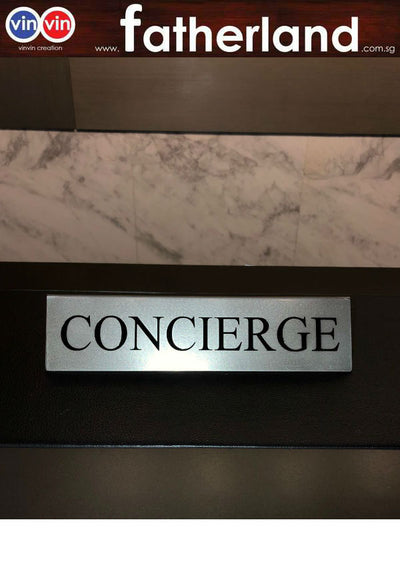 vin vin
vinvin creation
www.fatherland.com.sg
CONCIERGE